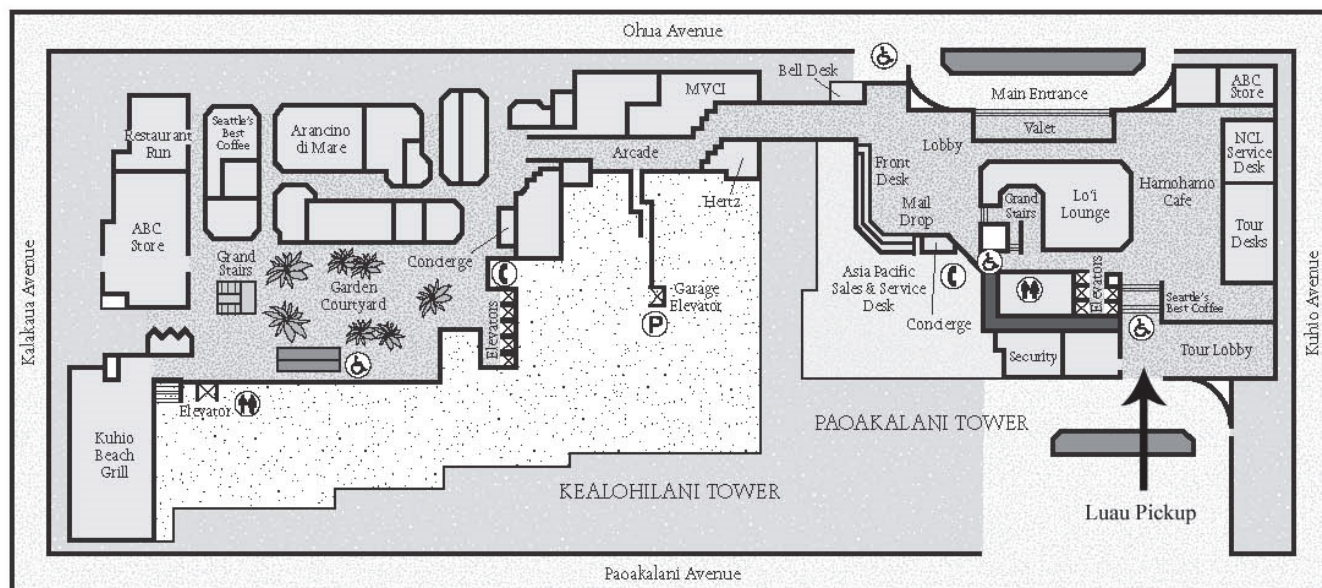 Ohua Avenue
Bell Desk
MVCI
Main Entrance
ABC
Store
Restaurant
Run
Seattle's
Best
Coffee
Arancino
di Mare
Valet
Lobby
Arcade
NCL
Service
Desk
Front
Desk
Hertz
Mail
Drop
Grand
Stairs
Lo'i
Lounge
Hamohamo
Cafe
Tour
Desks
ABC
Store
Concierge
Grand
Stairs
Garden
Courtyard
Elevators
Garage
Elevator
P
Asia Pacific
Sales & Service
Desk
Concierge
Elevators
Seattle's
Best Coffee
Security
Tour Lobby
Kalakaua Avenue
Kuhio Avenue
Elevator
Kuhio
Beach
Grill
PAOAKALANI TOWER
KEALOHILANI TOWER
Luau Pickup
Paoakalani Avenue